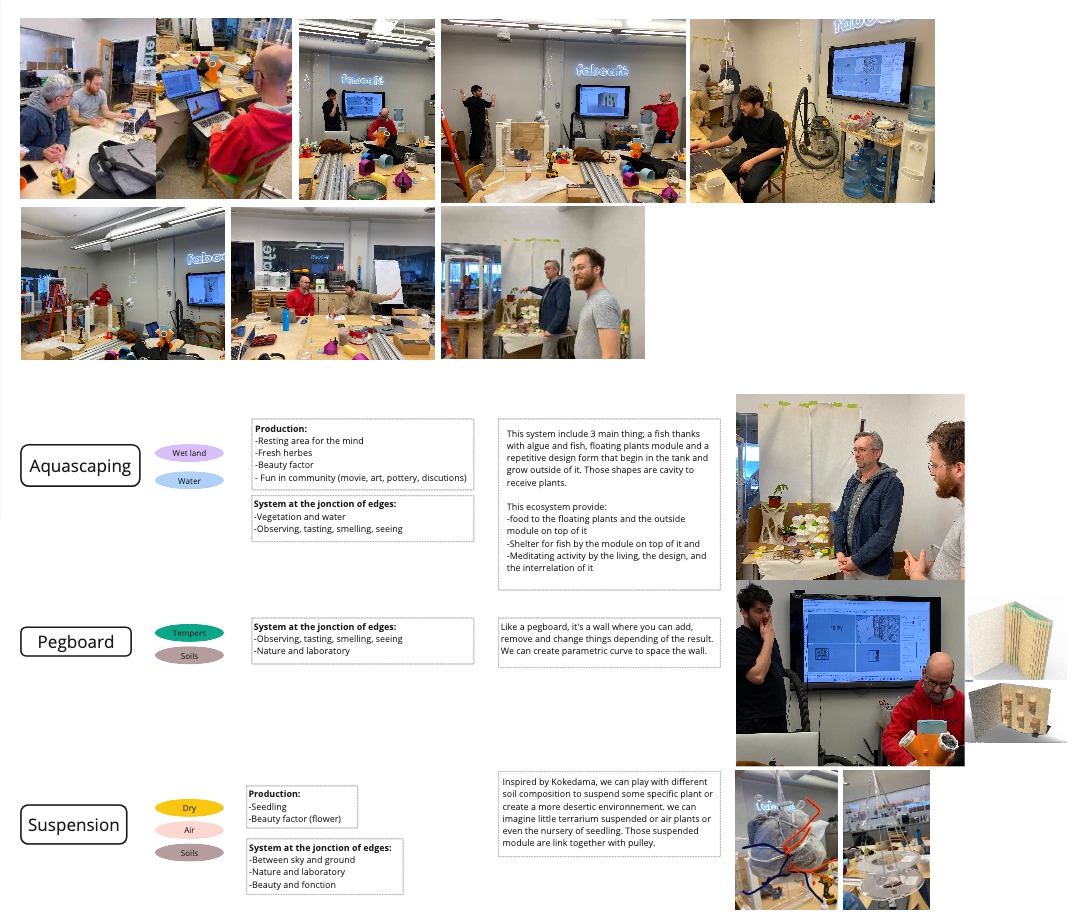 fabcafé
fabcafé
fabca
Aquascaping
Wet land
Water
Production:
-Resting area for the mind
-Fresh herbes
-Beauty factor
- Fun in community (movie, art, pottery, discutions)
System at the jonction of edges:
-Vegetation and water
-Observing, tasting, smelling, seeing
This system include 3 main thing; a fish thanks
with algue and fish, floating plants module and a
repetitive design form that begin in the tank and
grow outside of it. Those shapes are cavity to
receive plants.
This ecosystem provide:
-food to the floating plants and the outside
module on top of it
-Shelter for fish by the module on top of it and
-Meditating activity by the living, the design, and
the interrelation of it
Pegboard
Tempers
Soils
System at the jonction of edges:
-Observing, tasting, smelling, seeing
-Nature and laboratory
Like a pegboard, it's a wall where you can add,
remove and change things depending of the result.
We can create parametric curve to space the wall.
Suspension
Dry
Air
Soils
Production:
-Seedling
-Beauty factor (flower)
System at the jonction of edges:
-Between sky and ground
-Nature and laboratory
-Beauty and fonction
Inspired by Kokedama, we can play with different
soil composition to suspend some specific plant or
create a more desertic environnement. we can
imagine little terrarium suspended or air plants or
even the nursery of seedling. Those suspended
module are link together with pulley.